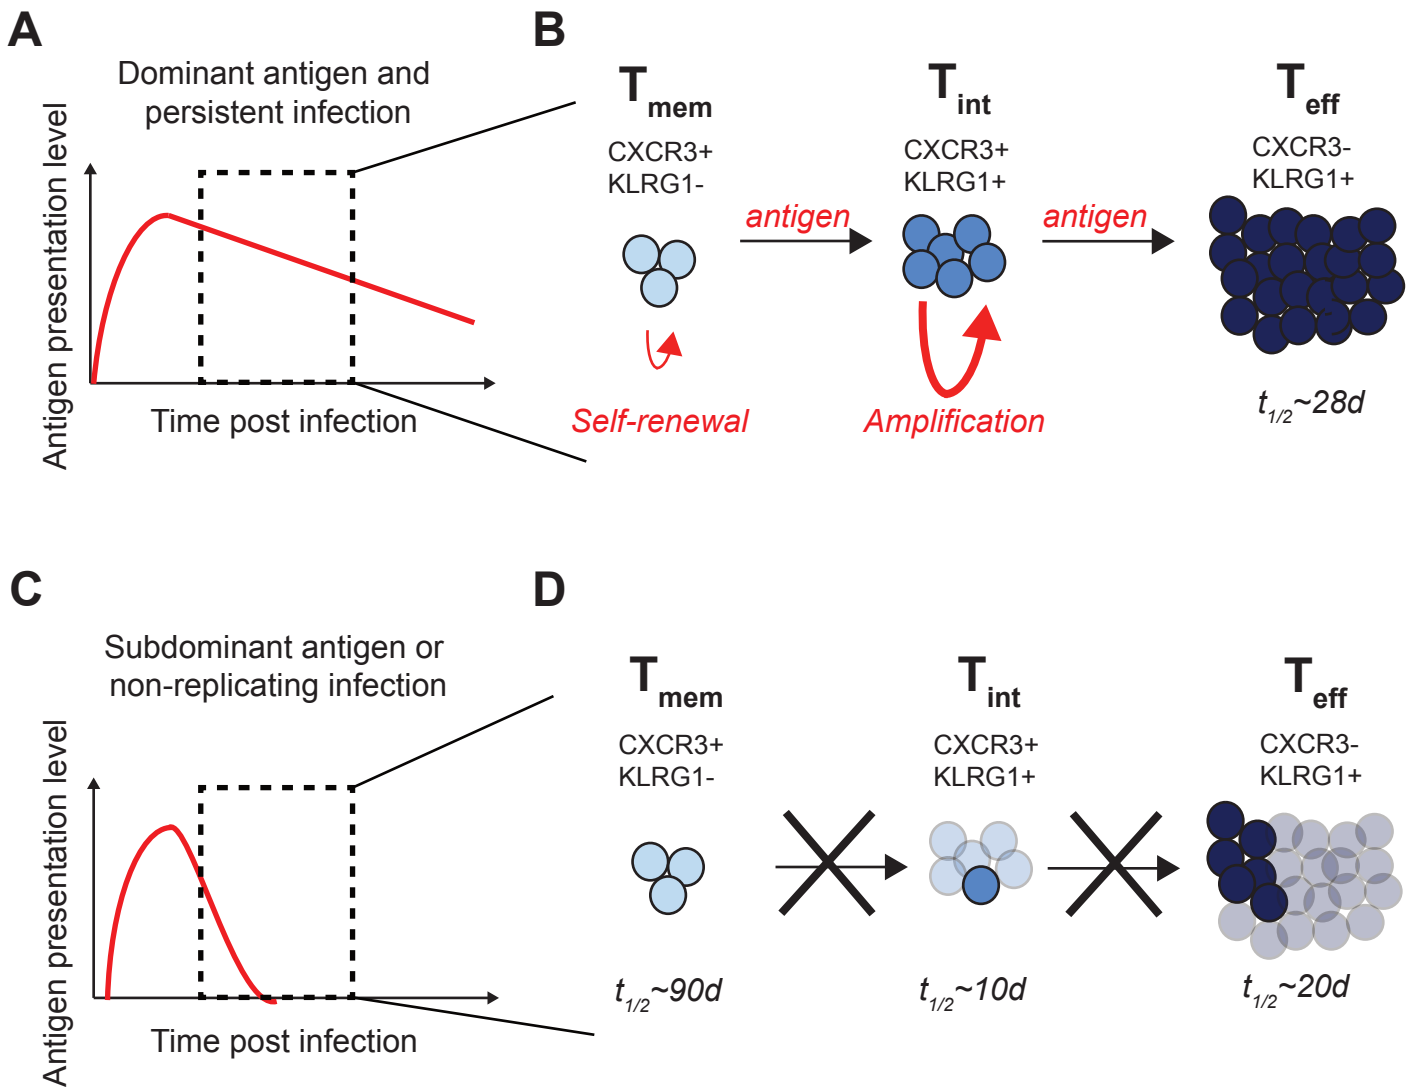 A
Dominant antigen and
persistent infection
Antigen presentation level
Time post infection
B
Tmem
CXCR3+
KLRG1-
Self-renewal
antigen
Tint
CXCR3+
KLRG1+
Amplification
antigen
Teff
CXCR3-
KLRG1+
t1/2~28d
C
Subdominant antigen or
non-replicating infection
Antigen presentation level
Time post infection
D
Tmem
CXCR3+
KLRG1-
t1/2~90d
Tint
CXCR3+
KLRG1+
t1/2~10d
Teff
CXCR3-
KLRG1+
t1/2~20d